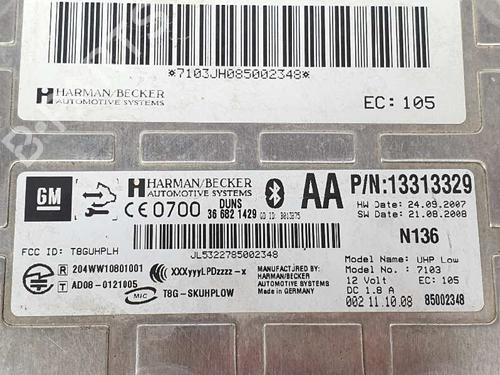 *7103JH085002348*
HARMAN/BECKER
AUTOMOTIVE SYSTEMS
EC: 105
GM
HARMAN/BECKER
AUTOMOTIVE SYSTEMS
CE 0700
DUNS
36 682 1429
QD ID: B013975
AA
P/N:13313329
HW Date: 24.09.2007
SW Date: 21.08.2008
FCC ID: T8GUHPLH
JL5322785002348
N136
R 204WW10801001
T AD08-0121005
XXXyyyLPDzzzz-x
MIC T8G-SKUHPLOW
Manufactured by
HARMAN/BECKER
AUTOMOTIVE SYSTEMS
Made in GERMANY
Model Name: UHP Low
Model No.: 7103
12 Volt EC: 105
DC 1.8 A
002 11.10.08 85002348